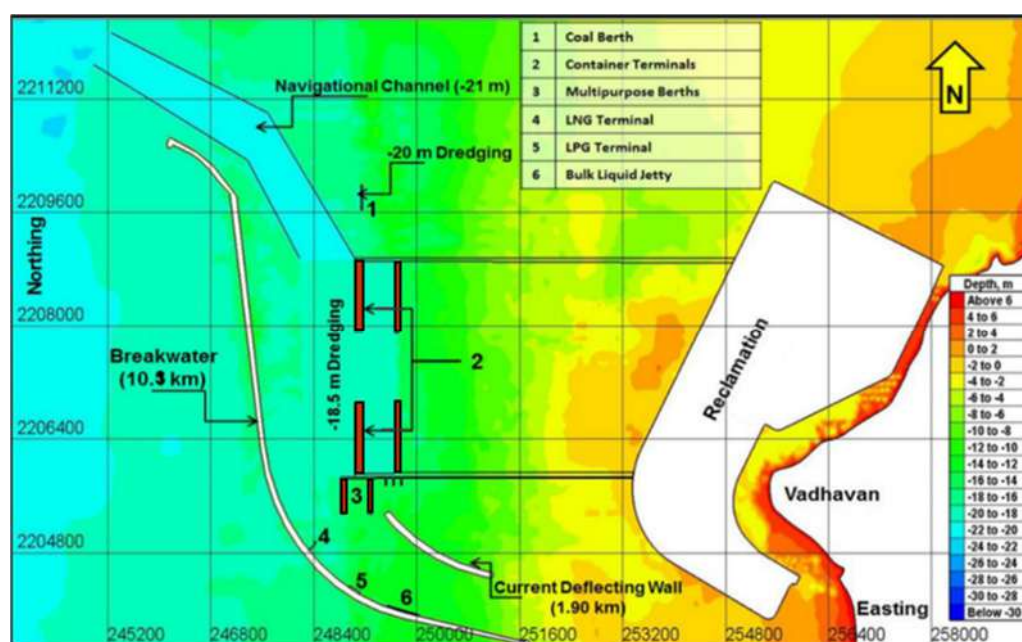 1 Coal Berth
2 Container Terminals
3 Multipurpose Berths
4 LNG Terminal
5 LPG Terminal
6 Bulk Liquid Jetty
N
Navigational Channel (-21 m)
-20 m Dredging
1
2211200
2209600
2208000
2206400
2204800
Northing
Breakwater
-18.5 m Dredging
2
3
4
5
6
Current Deflecting Wall
(1.90 km)
Reclamation
Vadhavan
Easting
Depth, m
Above 6
4 to 6
2 to 4
0 to 2
-2 to 0
-4 to -2
-6 to -4
-8 to -6
-10 to -8
-12 to -10
-14 to -12
-16 to -14
-18 to -16
-20 to -18
-22 to -20
-24 to -22
-26 to -24
-28 to -26
-30 to -28
Below -30
245200 246800 248400 250000 251600 253200 254800 256400 258000